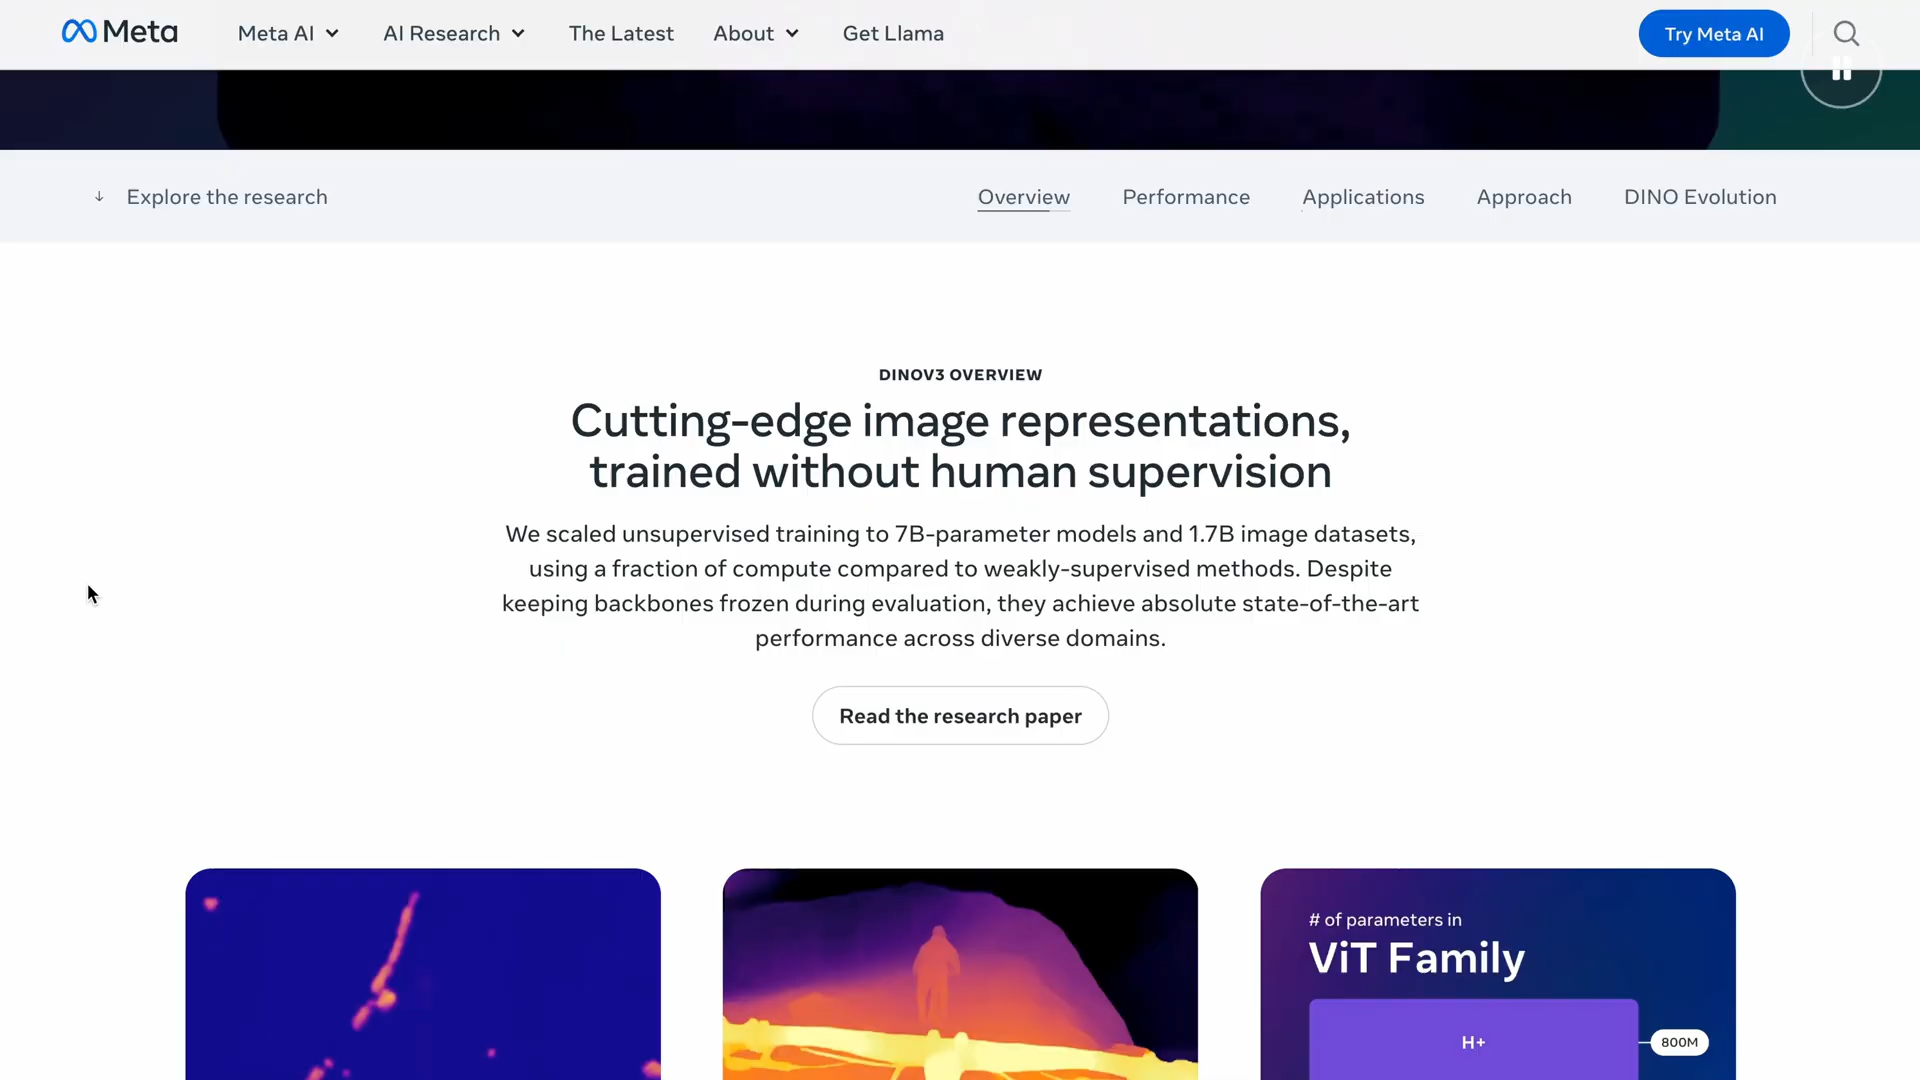 Meta
Meta AI
AI Research
The Latest
About
Get Llama
Try Meta AI
Explore the research
Overview
Performance
Applications
Approach
DINO Evolution
DINOV3 OVERVIEW
Cutting-edge image representations,
trained without human supervision
We scaled unsupervised training to 7B-parameter models and 1.7B image datasets,
using a fraction of compute compared to weakly-supervised methods. Despite
keeping backbones frozen during evaluation, they achieve absolute state-of-the-art
performance across diverse domains.
Read the research paper
# of parameters in
ViT Family
H+
800M